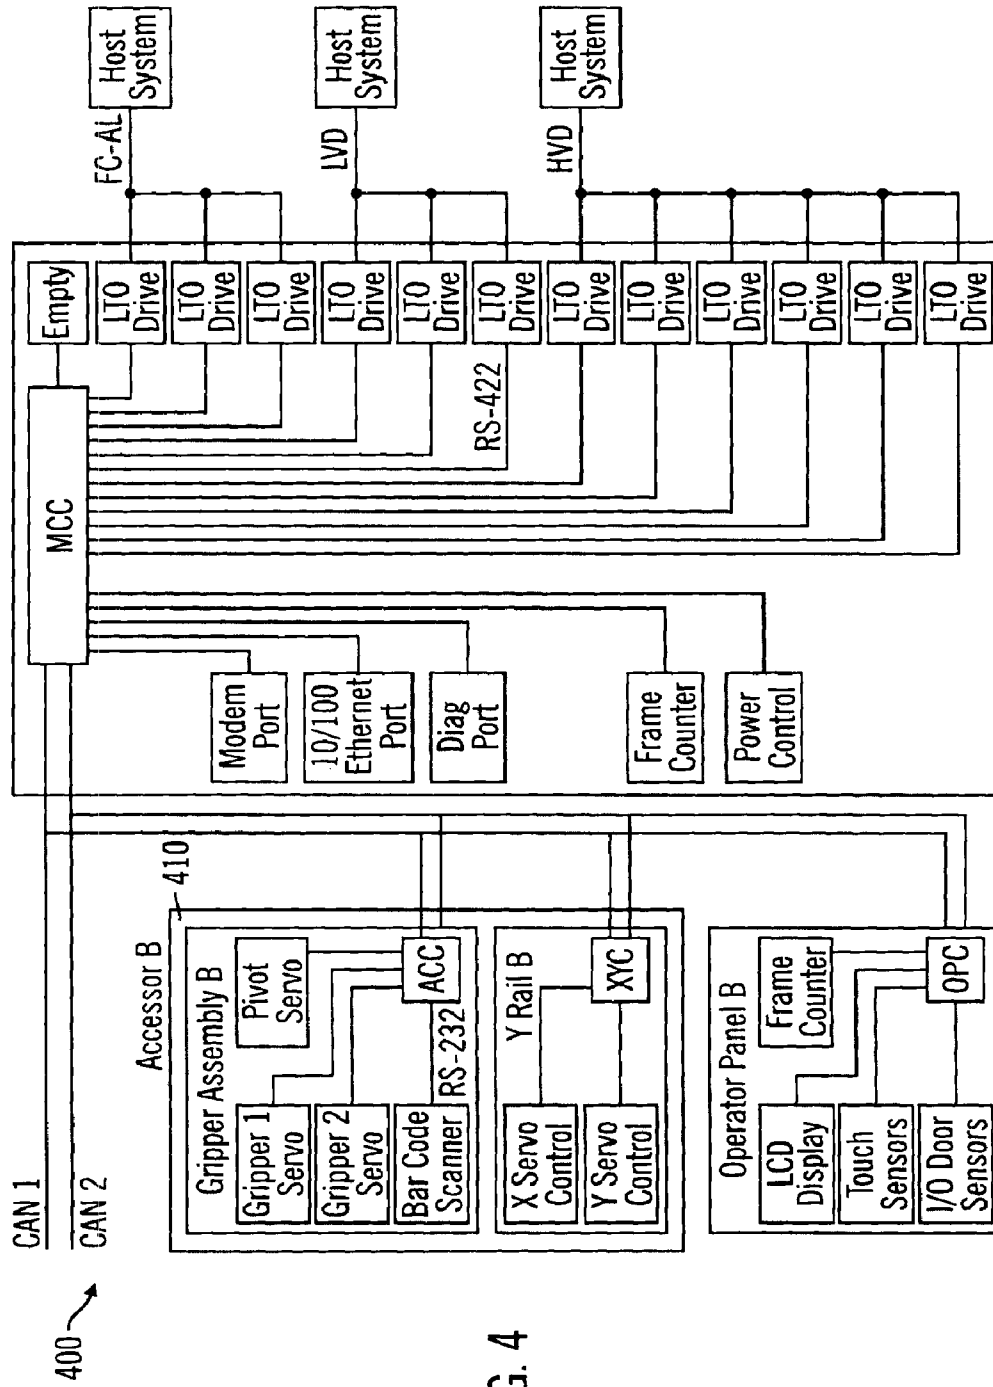 400
CAN 1
CAN 2
MCC
Empty
LTO
Drive
LTO
Drive
LTO
Drive
LTO
Drive
LTO
Drive
LTO
Drive
LTO
Drive
LTO
Drive
LTO
Drive
LTO
Drive
LTO
Drive
LTO
Drive
RS-422
FC-AL
Host
System
LVD
Host
System
HVD
Host
System
Modem
Port
10/100
Ethernet
Port
Diag
Port
Frame
Counter
Power
Control
Accessor B
410
Gripper Assembly B
Pivot
Servo
Gripper 1
Servo
Gripper 2
Servo
Bar Code
Scanner
ACC
RS-232
Y Rail B
X Servo
Control
Y Servo
Control
XYC
Operator Panel B
Frame
Counter
LCD
Display
Touch
Sensors
I/O Door
Sensors
OPC
G. 4